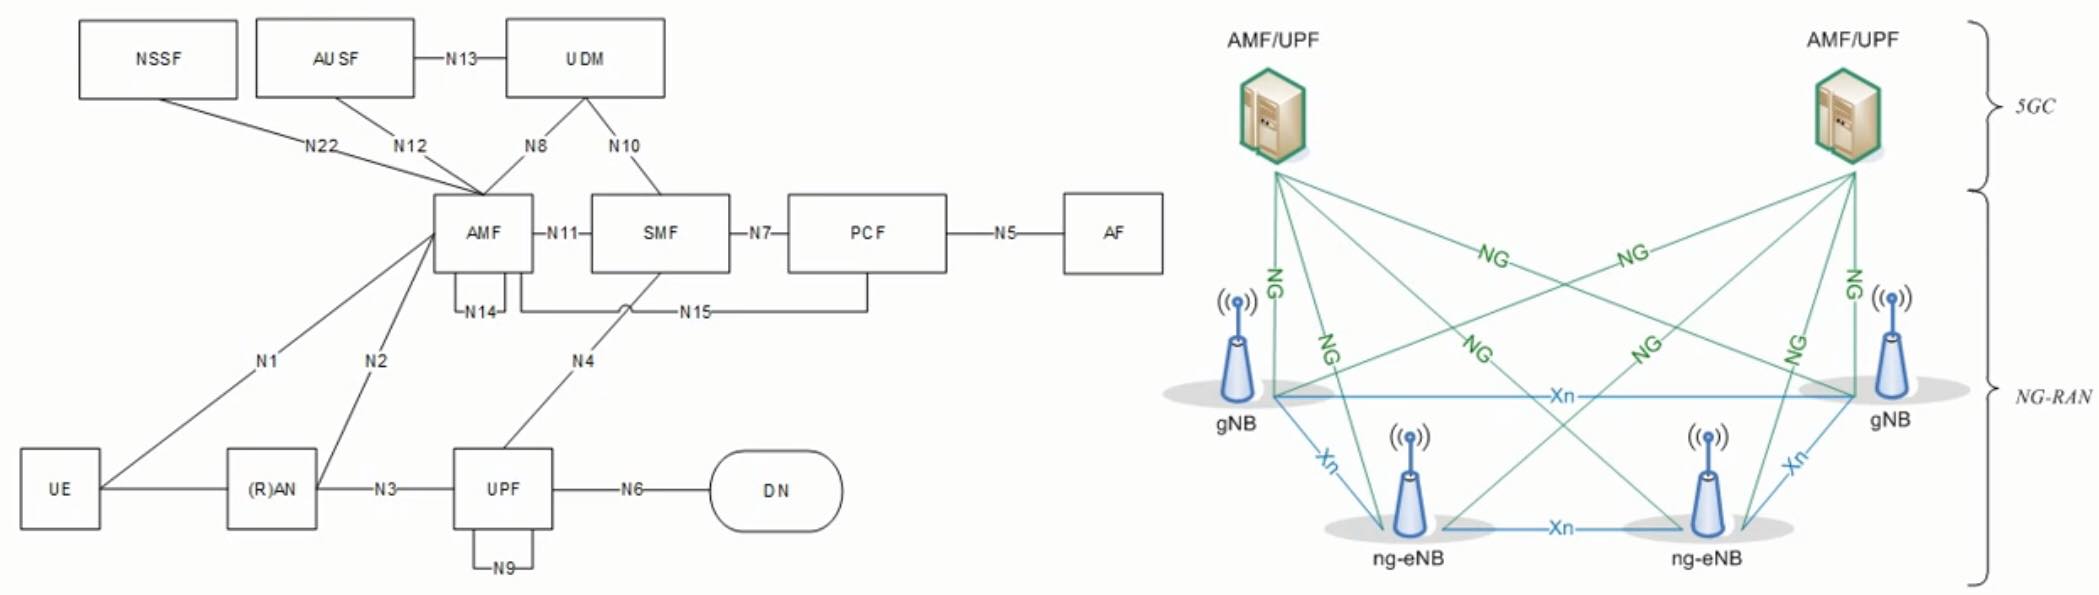 NSSF
AUSF
N13
UDM
N22
N12
N8
N10
AMF
N11
SMF
N7
PCF
N5
AF
N14
N15
N1
N2
N4
UE
(R)AN
N3
UPF
N6
DN
N9
AMF/UPF
AMF/UPF
5GC
NG
NG
NG
NG
NG
NG
NG
NG
Xn
gNB
gNB
NG-RAN
Xn
Xn
Xn
ng-eNB
ng-eNB